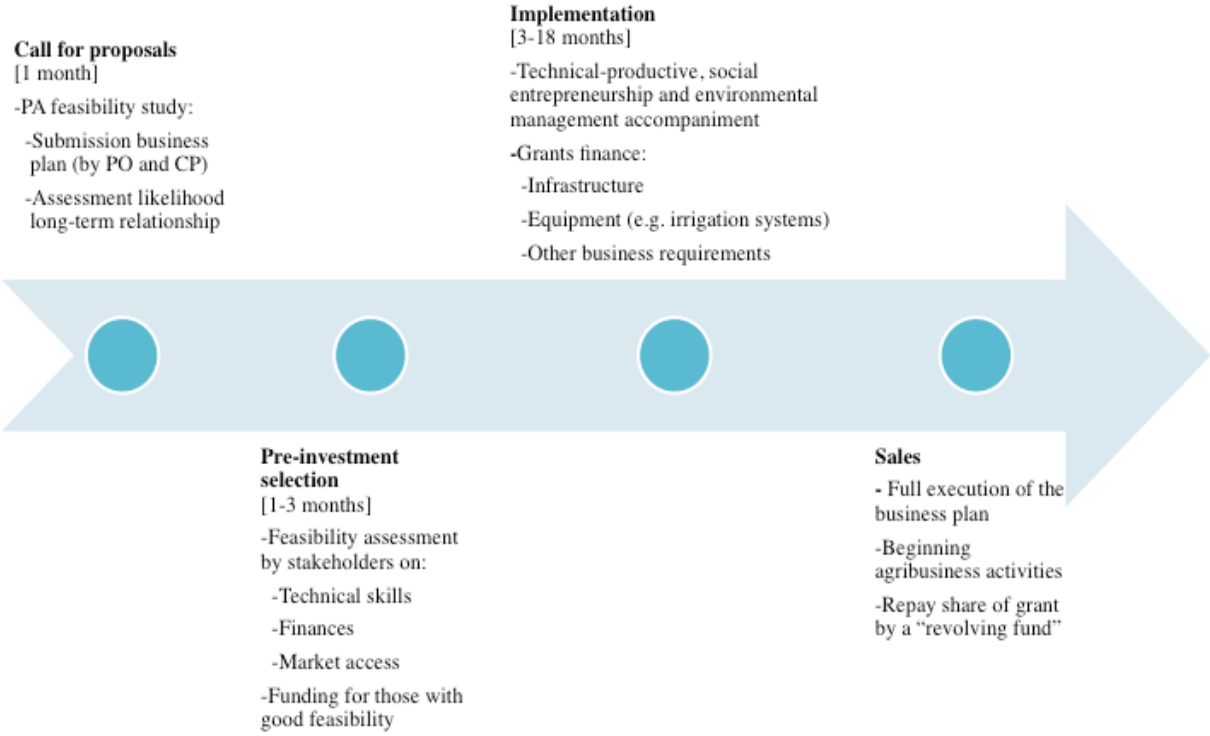 Call for proposals
[1 month]
-PA feasibility study:
-Submission business
plan (by PO and CP)
-Assessment likelihood
long-term relationship
Pre-investment
selection
[1-3 months]
-Feasibility assessment
by stakeholders on:
-Technical skills
-Finances
-Market access
-Funding for those with
good feasibility
Implementation
[3-18 months]
-Technical-productive, social
entrepreneurship and environmental
management accompaniment
-Grants finance:
-Infrastructure
-Equipment (e.g. irrigation systems)
-Other business requirements
Sales
- Full execution of the
business plan
-Beginning
agribusiness activities
-Repay share of grant
by a “revolving fund”